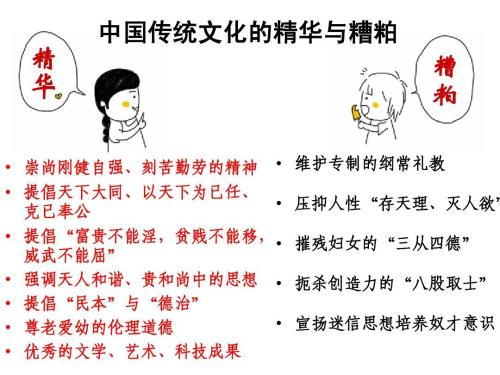 中国传统文化的精华与糟粕
精
华
糟
粕
• 崇尚刚健自强、刻苦勤劳的精神
• 提倡天下大同、以天下为己任、
克己奉公
• 提倡“富贵不能淫，贫贱不能移，
威武不能屈”
• 强调天人和谐、贵和尚中的思想
• 提倡“民本”与“德治”
• 尊老爱幼的伦理道德
• 优秀的文学、艺术、科技成果
• 维护专制的纲常礼教
• 压抑人性“存天理、灭人欲”
• 摧残妇女的“三从四德”
• 扼杀创造力的“八股取士”
• 宣扬迷信思想培养奴才意识